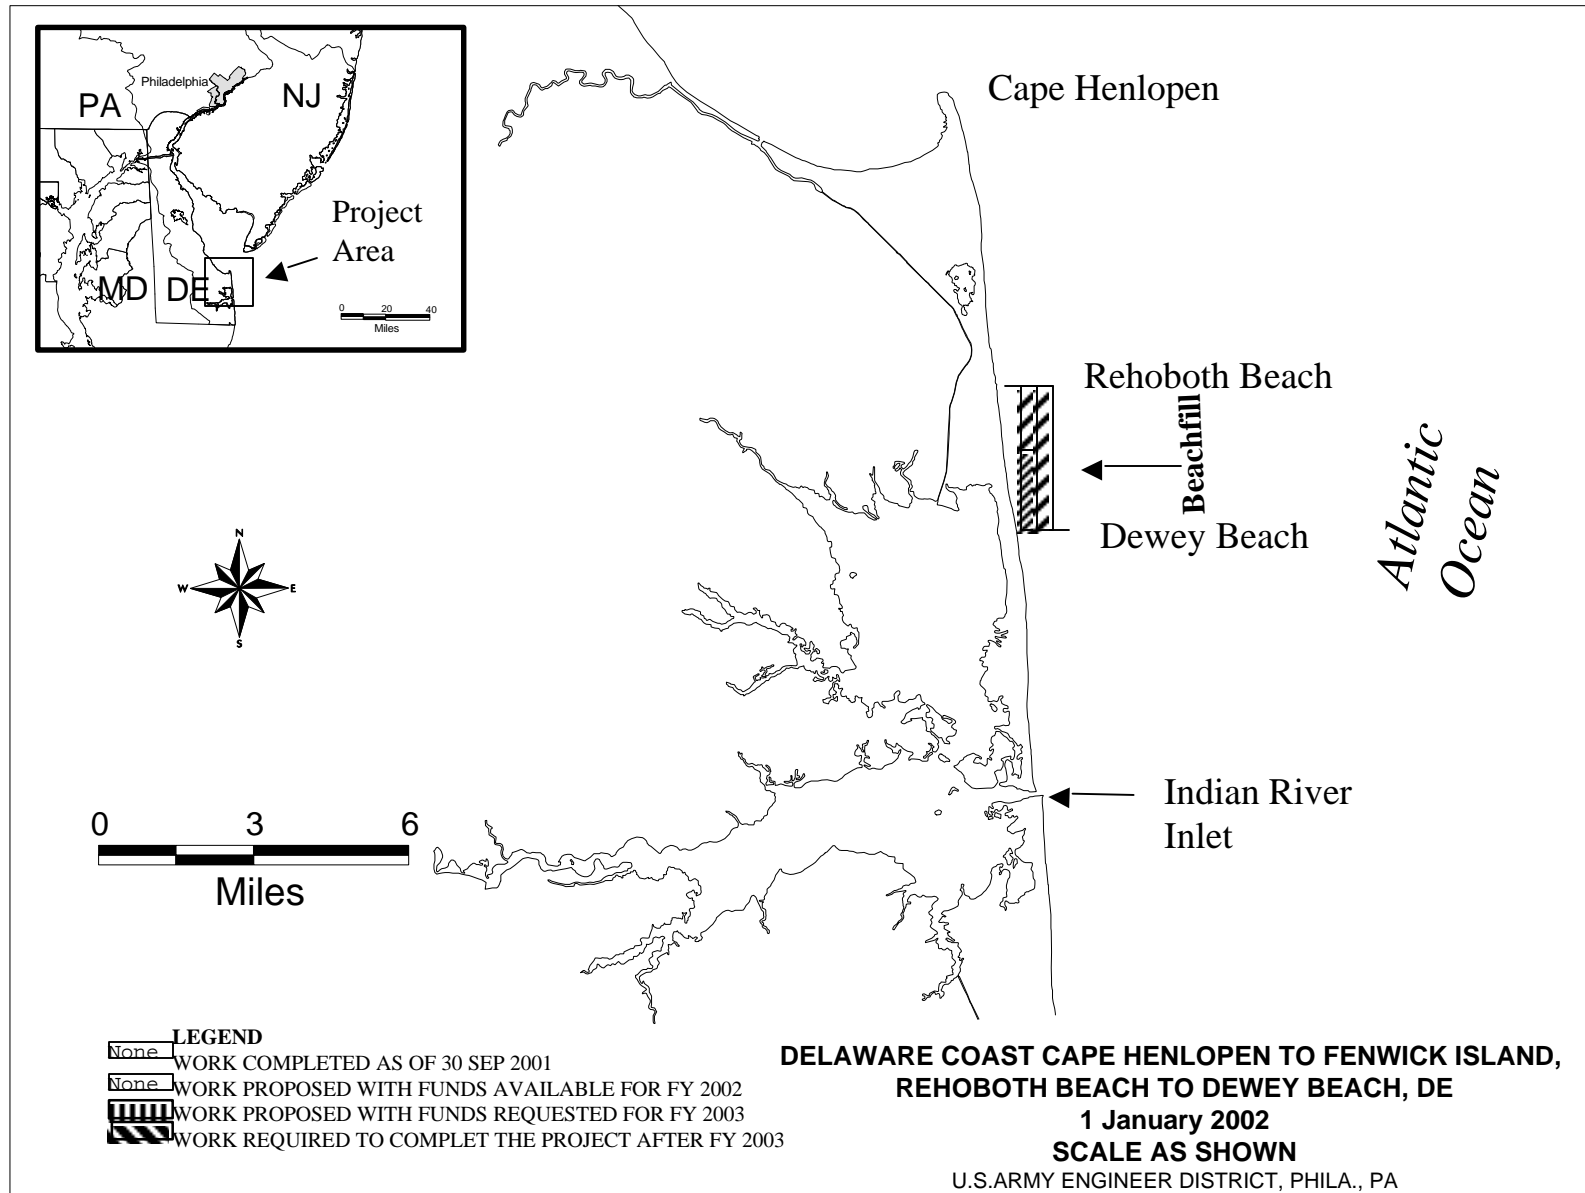 Philadelphia
PA
NJ
Project
Area
MD
DE
0 20 40
Miles
Cape Henlopen
Rehoboth Beach
Beachfill
Dewey Beach
Atlantic
Ocean
N
W E
S
Indian River
Inlet
0 3 6
Miles
LEGEND
None WORK COMPLETED AS OF 30 SEP 2001
None WORK PROPOSED WITH FUNDS AVAILABLE FOR FY 2002
WORK PROPOSED WITH FUNDS REQUESTED FOR FY 2003
WORK REQUIRED TO COMPLET THE PROJECT AFTER FY 2003
DELAWARE COAST CAPE HENLOPEN TO FENWICK ISLAND,
REHOBOTH BEACH TO DEWEY BEACH, DE
1 January 2002
SCALE AS SHOWN
U.S.ARMY ENGINEER DISTRICT, PHILA., PA